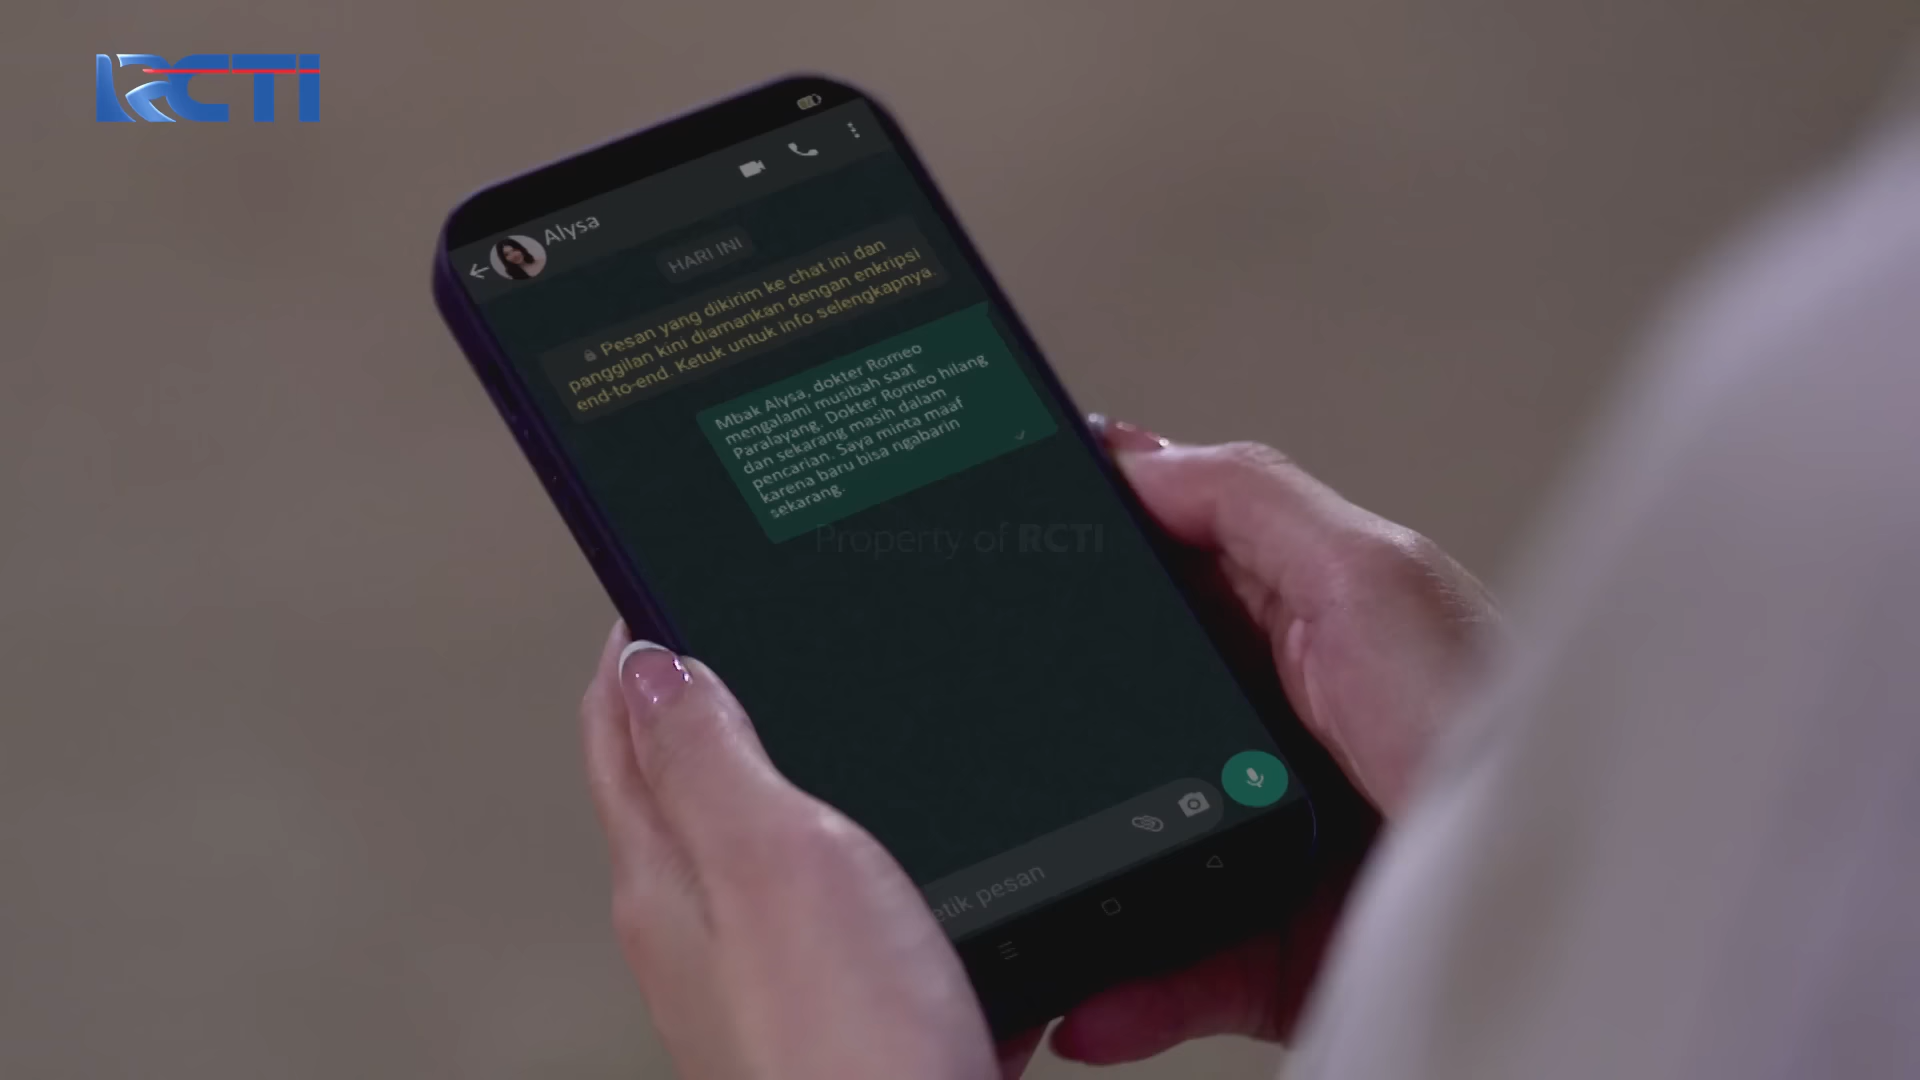 RCTI
Alysa
HARI INI
Pesan yang dikirim ke chat ini dan
panggilan kini diamankan dengan enkripsi
end-to-end. Ketuk untuk info selengkapnya.
Mbak Alysa, dokter Romeo
mengalami musibah saat
Paralayang. Dokter Romeo hilang
dan sekarang masih dalam
pencarian. Saya minta maaf
karena baru bisa ngabarin
sekarang.
Property of RCTI
etik pesan